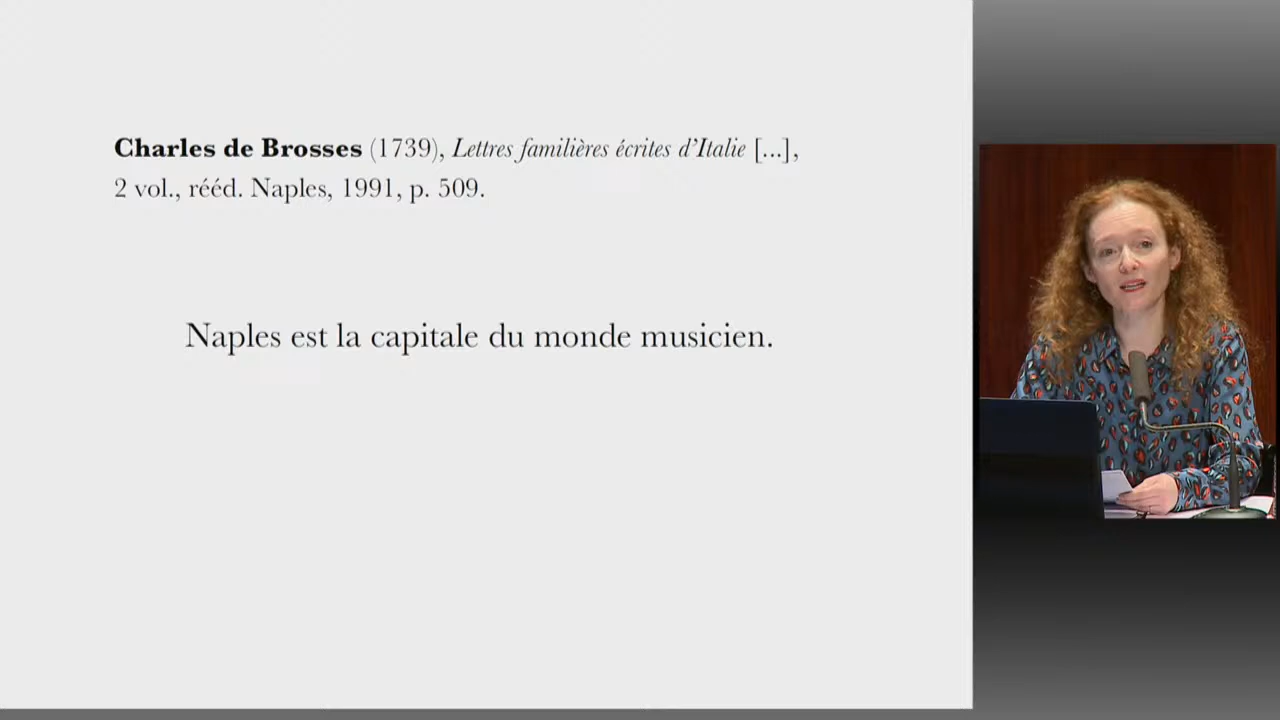 Charles de Brosses (1739), Lettres familières écrites d’Italie [...],
2 vol., rééd. Naples, 1991, p. 509.
Naples est la capitale du monde musicien.